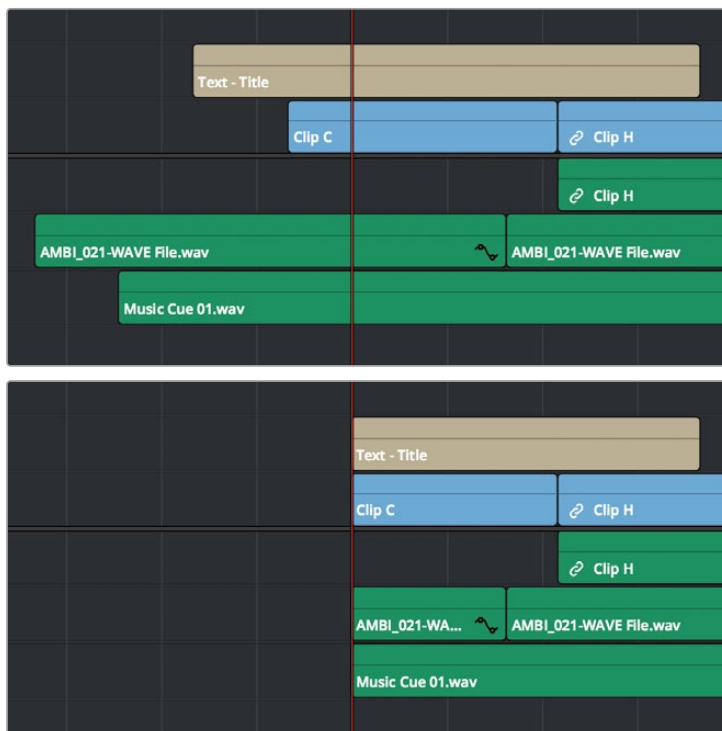 Text - Title
Clip C
Clip H
Clip H
AMBI_021-WAVE File.wav
AMBI_021-WAVE File.wav
Music Cue 01.wav
Text - Title
Clip C
Clip H
Clip H
AMBI_021-WA...
AMBI_021-WAVE File.wav
Music Cue 01.wav